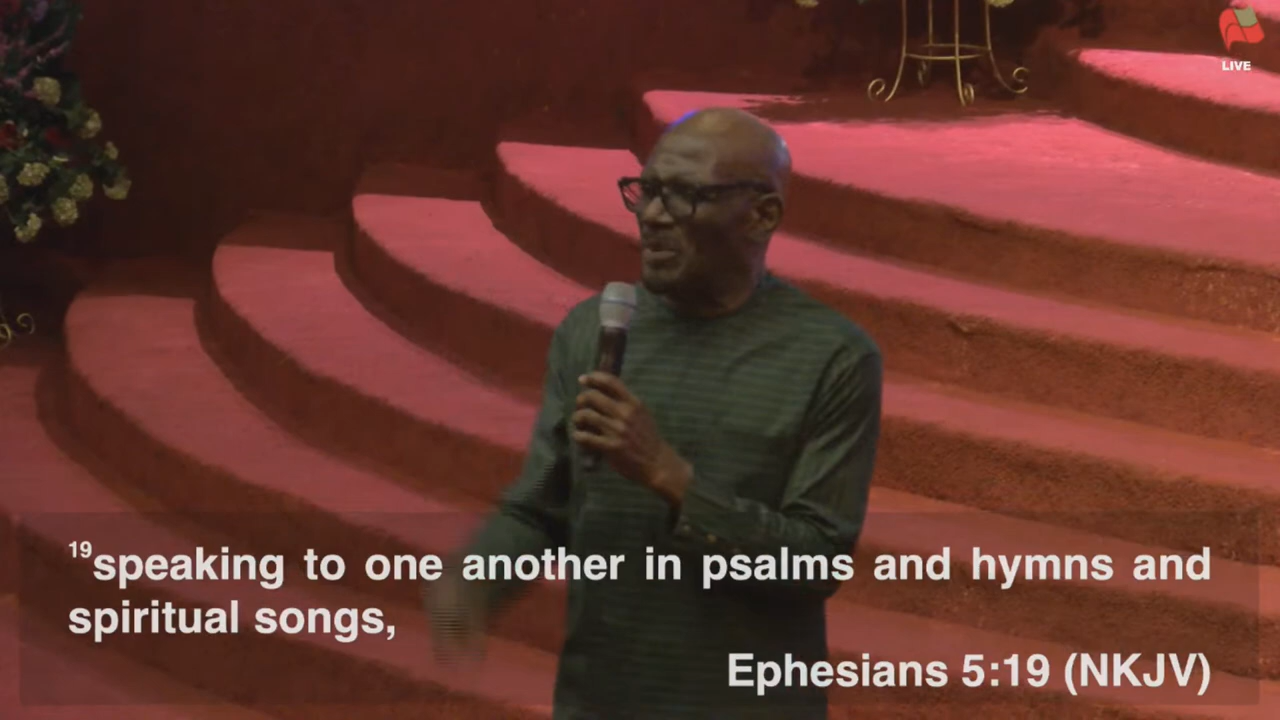 LIVE
19speaking to one another in psalms and hymns and
spiritual songs,
Ephesians 5:19 (NKJV)